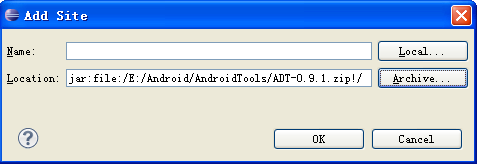 Add Site
Name: Local...
Location: jar:file:/E:/Android/AndroidTools/ADT-0.9.1.zip!/ Archive...
? OK Cancel